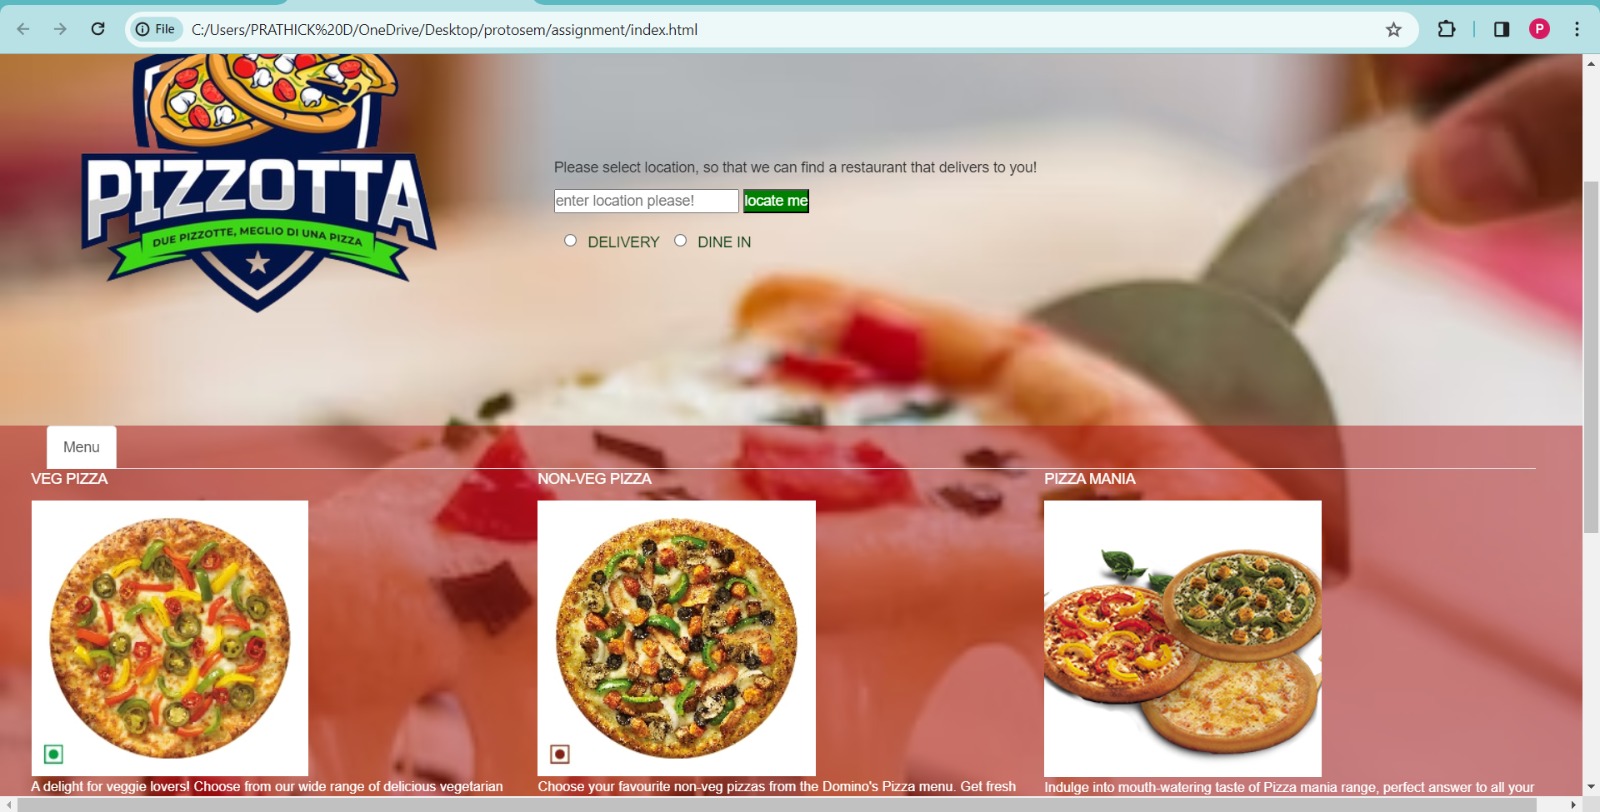 File C:/Users/PRATHICK%20D/OneDrive/Desktop/protosem/assignment/index.html P
PIZZOTTA
DUE PIZZOTTE, MEGLIO DI UNA PIZZA
Please select location, so that we can find a restaurant that delivers to you!
enter location please! locate me
DELIVERY DINE IN
Menu
VEG PIZZA NON-VEG PIZZA PIZZA MANIA
A delight for veggie lovers! Choose from our wide range of delicious vegetarian
Choose your favourite non-veg pizzas from the Domino's Pizza menu. Get fresh
Indulge into mouth-watering taste of Pizza mania range, perfect answer to all your